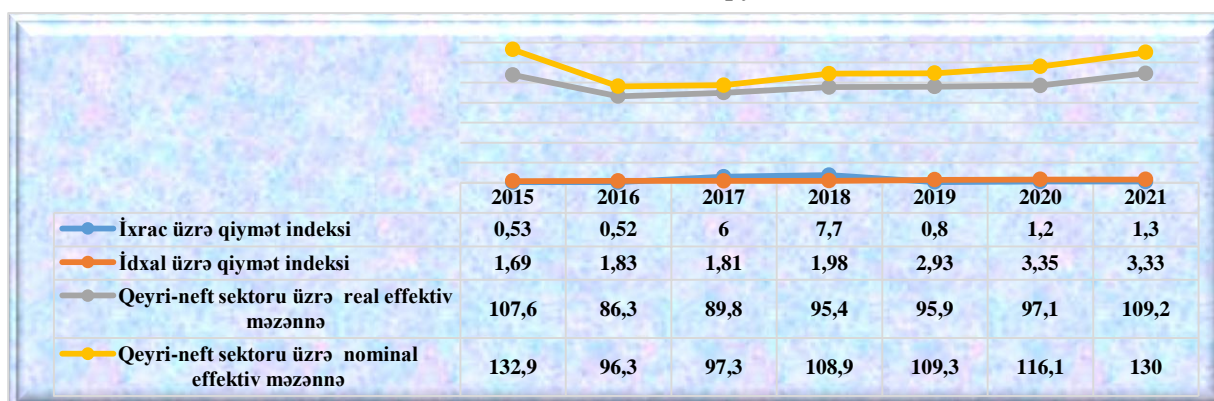 2015 2016 2017 2018 2019 2020 2021
İxrac üzrə qiymət indeksi 0,53 0,52 6 7,7 0,8 1,2 1,3
İdxal üzrə qiymət indeksi 1,69 1,83 1,81 1,98 2,93 3,35 3,33
Qeyri-neft sektoru üzrə real effektiv
məzənnə 107,6 86,3 89,8 95,4 95,9 97,1 109,2
Qeyri-neft sektoru üzrə nominal
effektiv məzənnə 132,9 96,3 97,3 108,9 109,3 116,1 130